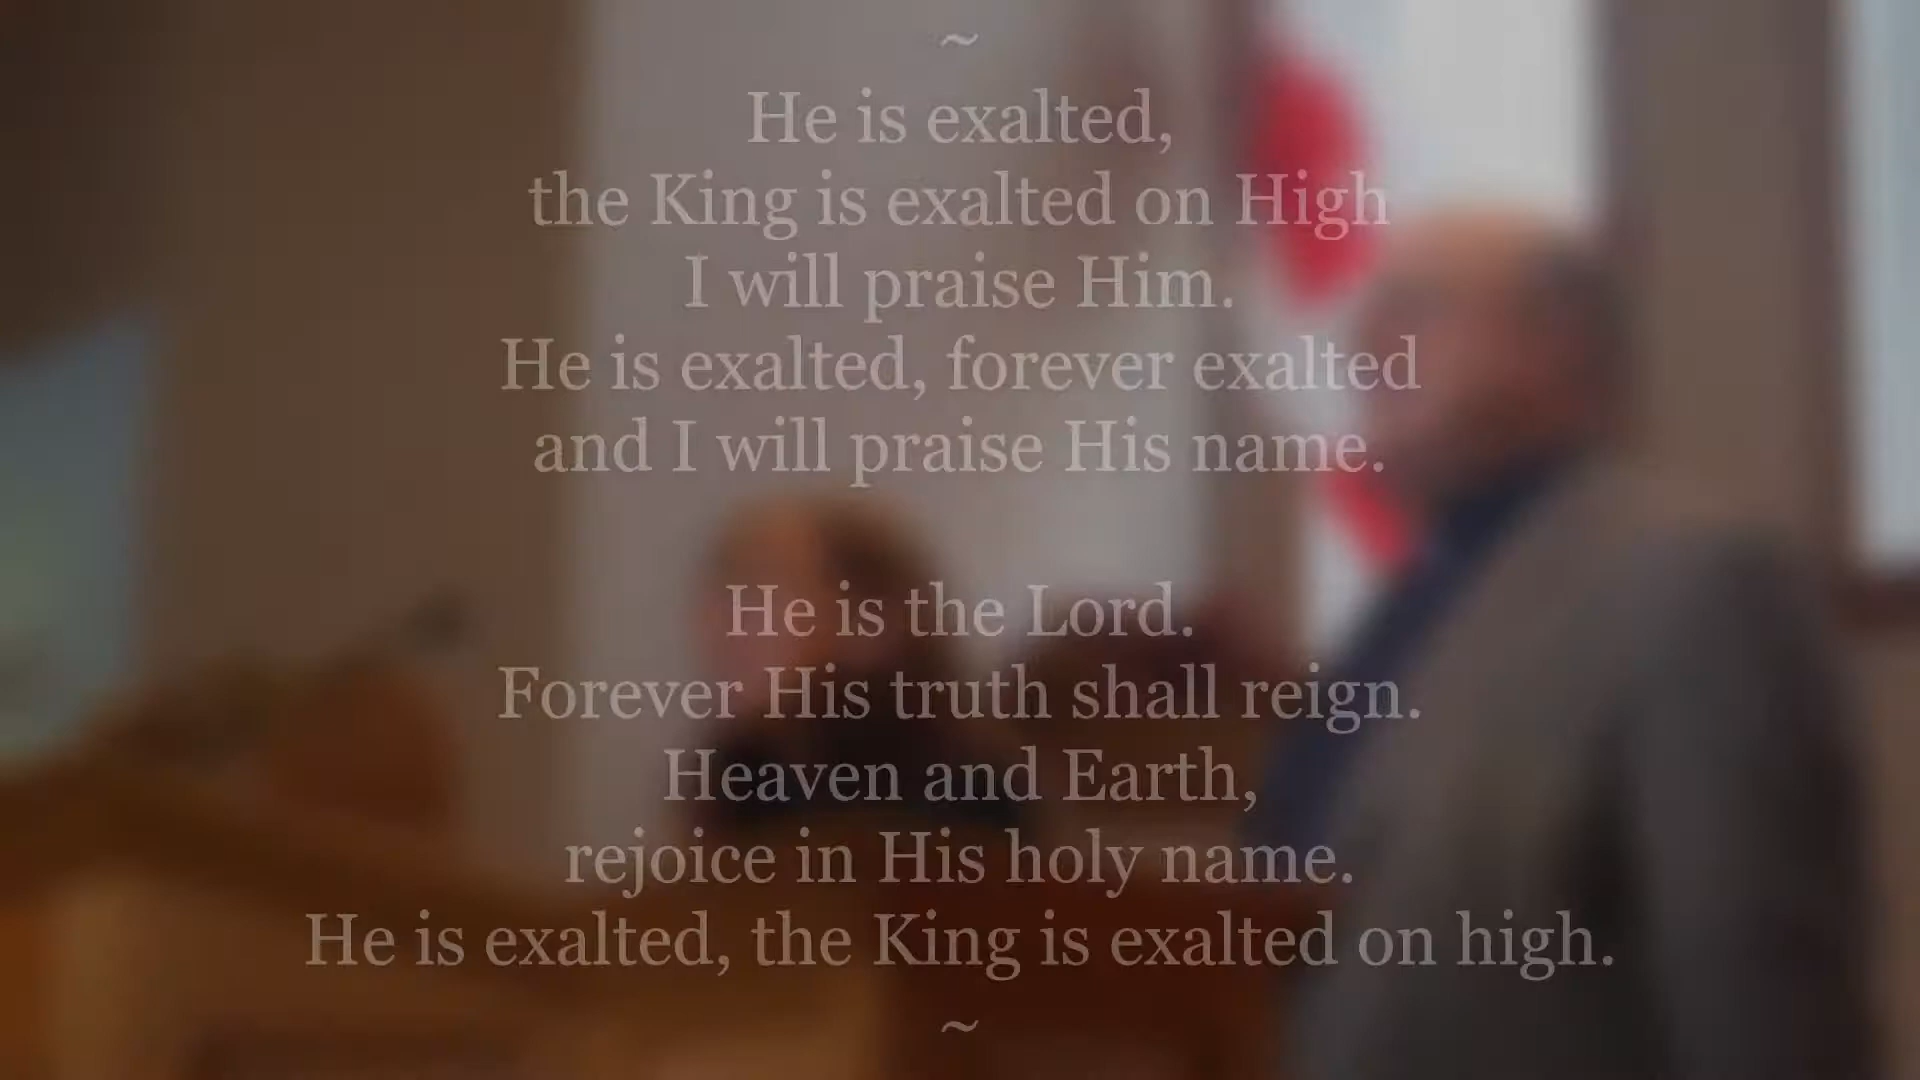 ~
He is exalted,
the King is exalted on High
I will praise Him.
He is exalted, forever exalted
and I will praise His name.
He is the Lord.
Forever His truth shall reign.
Heaven and Earth,
rejoice in His holy name.
He is exalted, the King is exalted on high.
~